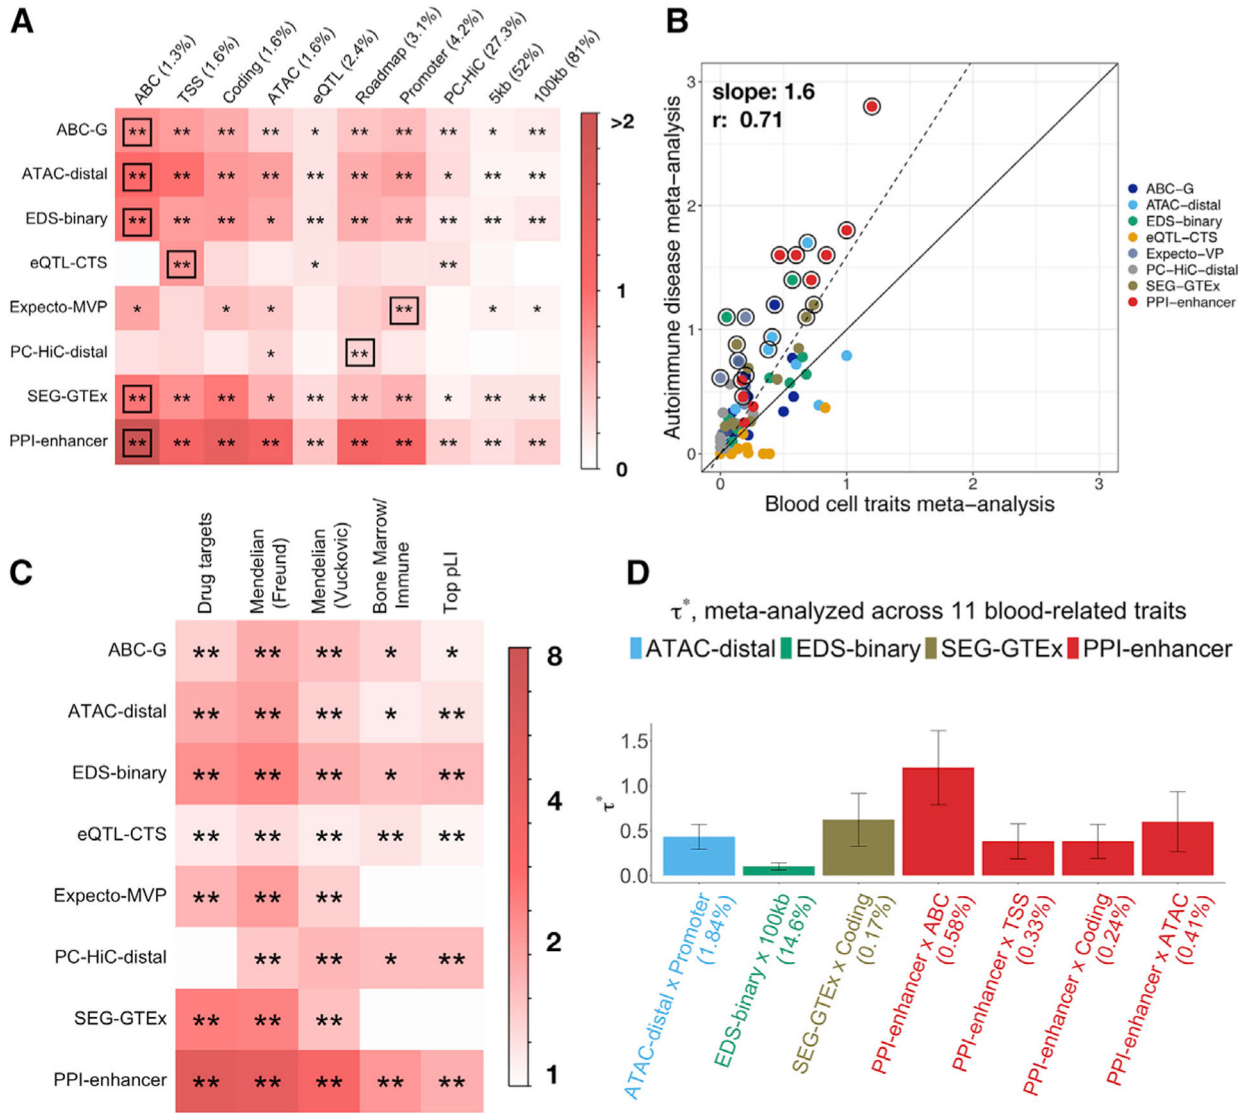 A
ABC (1.3%)
TSS (1.6%)
Coding (1.6%)
ATAC (1.6%)
eQTL (2.4%)
Roadmap (3.1%)
Promoter (4.2%)
PC-HiC (27.3%)
5kb (52%)
100kb (81%)
ABC-G ** ** ** ** * ** ** ** * **
ATAC-distal ** ** ** ** ** ** ** * ** **
EDS-binary ** ** ** * ** ** ** ** ** **
eQTL-CTS ** * **
Expecto-MVP * * * ** * *
PC-HiC-distal * **
SEG-GTEx ** ** ** * ** ** ** * ** **
PPI-enhancer ** ** ** ** ** ** ** ** ** **
>2
1
0
B
slope: 1.6
r: 0.71
Autoimmune disease meta−analysis
3
2
1
0
0 1 2 3
Blood cell traits meta−analysis
ABC−G
ATAC−distal
EDS−binary
eQTL−CTS
Expecto−VP
PC−HiC−distal
SEG−GTEx
PPI−enhancer
C
Drug targets
Mendelian
(Freund)
Mendelian
(Vuckovic)
Bone Marrow/
Immune
Top pLI
ABC-G ** ** ** * *
ATAC-distal ** ** ** * **
EDS-binary ** ** ** * **
eQTL-CTS ** ** ** ** **
Expecto-MVP ** ** **
PC-HiC-distal ** ** * **
SEG-GTEx ** ** **
PPI-enhancer ** ** ** ** **
8
4
2
1
D
τ*, meta-analyzed across 11 blood-related traits
ATAC-distal EDS-binary SEG-GTEx PPI-enhancer
τ*
1.5
1.0
0.5
0.0
ATAC-distal x Promoter
(1.84%)
EDS-binary x 100kb
(14.6%)
SEG-GTEx x Coding
(0.17%)
PPI-enhancer x ABC
(0.58%)
PPI-enhancer x TSS
(0.33%)
PPI-enhancer x Coding
(0.24%)
PPI-enhancer x ATAC
(0.41%)